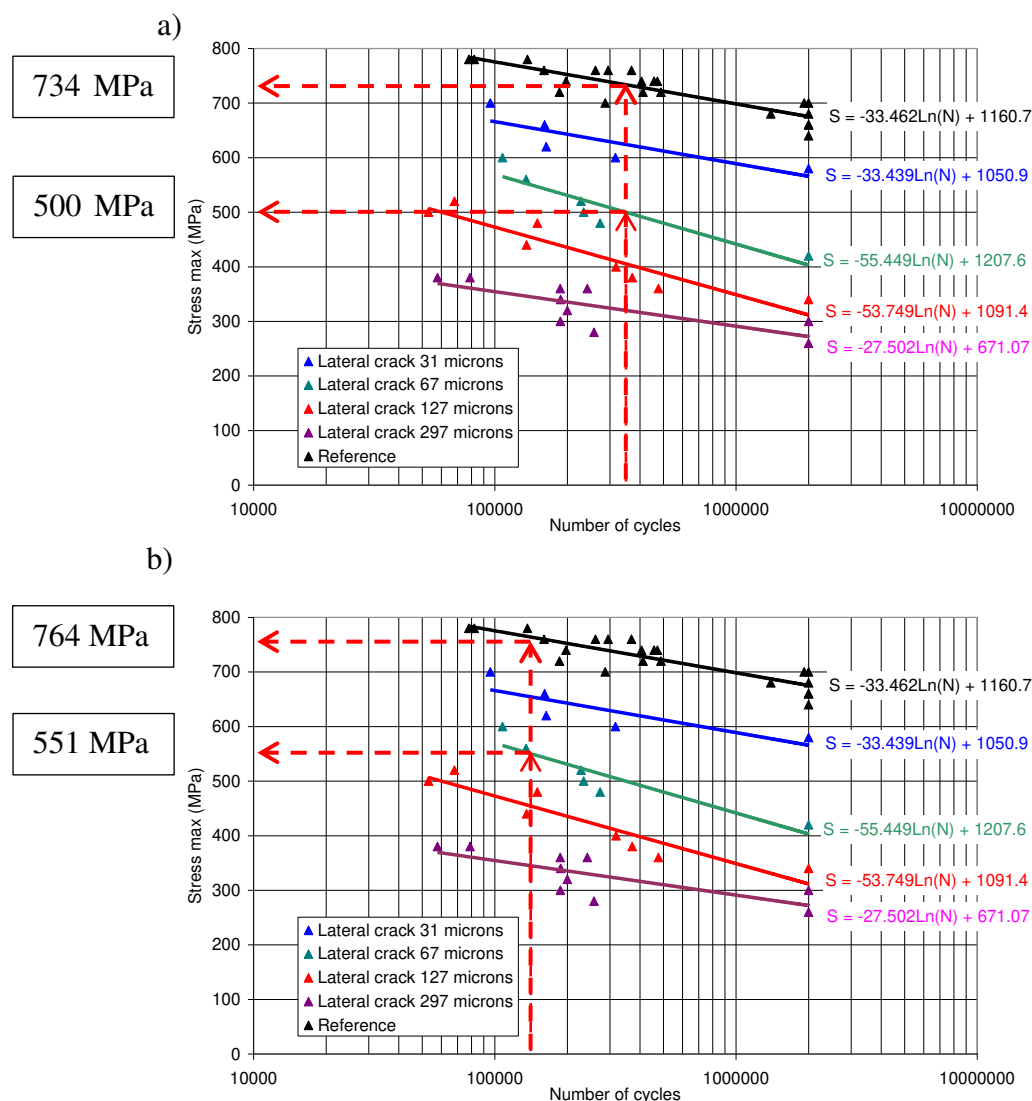 a)
734 MPa
500 MPa
800
700
600
500
400
300
200
100
0
Stress max (MPa)
S = -33.462Ln(N) + 1160.7
S = -33.439Ln(N) + 1050.9
S = -55.449Ln(N) + 1207.6
S = -53.749Ln(N) + 1091.4
S = -27.502Ln(N) + 671.07
Lateral crack 31 microns
Lateral crack 67 microns
Lateral crack 127 microns
Lateral crack 297 microns
Reference
10000
100000
1000000
10000000
Number of cycles
b)
764 MPa
551 MPa
800
700
600
500
400
300
200
100
0
Stress max (MPa)
S = -33.462Ln(N) + 1160.7
S = -33.439Ln(N) + 1050.9
S = -55.449Ln(N) + 1207.6
S = -53.749Ln(N) + 1091.4
S = -27.502Ln(N) + 671.07
Lateral crack 31 microns
Lateral crack 67 microns
Lateral crack 127 microns
Lateral crack 297 microns
Reference
10000
100000
1000000
10000000
Number of cycles